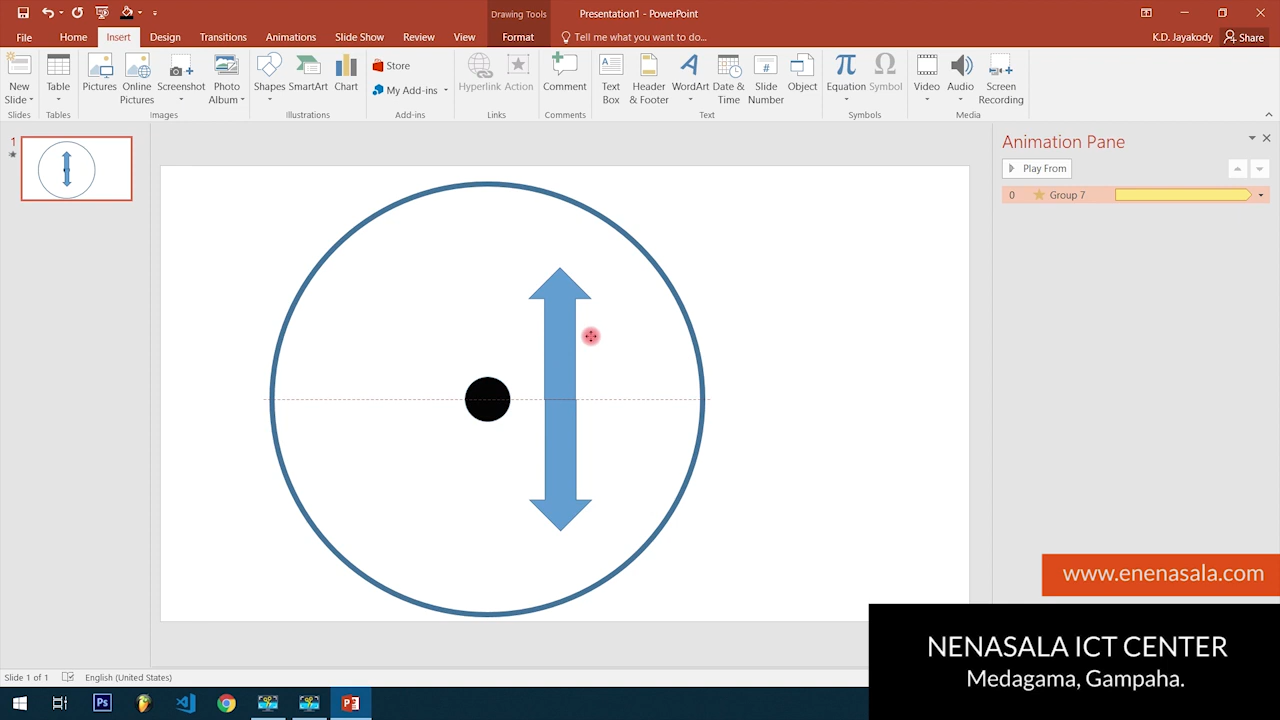 Drawing Tools
Presentation1 - PowerPoint
File Home Insert Design Transitions Animations Slide Show Review View Format Tell me what you want to do... K.D. Jayakody Share
New Slide Table Pictures Online Pictures Screenshot Photo Album Shapes SmartArt Chart Store My Add-ins Hyperlink Action Comment Text Box Header & Footer WordArt Date & Time Slide Number Object Equation Symbol Video Audio Screen Recording
Slides Tables Images Illustrations Add-ins Links Comments Text Symbols Media
1
Animation Pane
Play From
0 Group 7
www.enenasala.com
NENASALA ICT CENTER
Medagama, Gampaha.
Slide 1 of 1 English (United States)